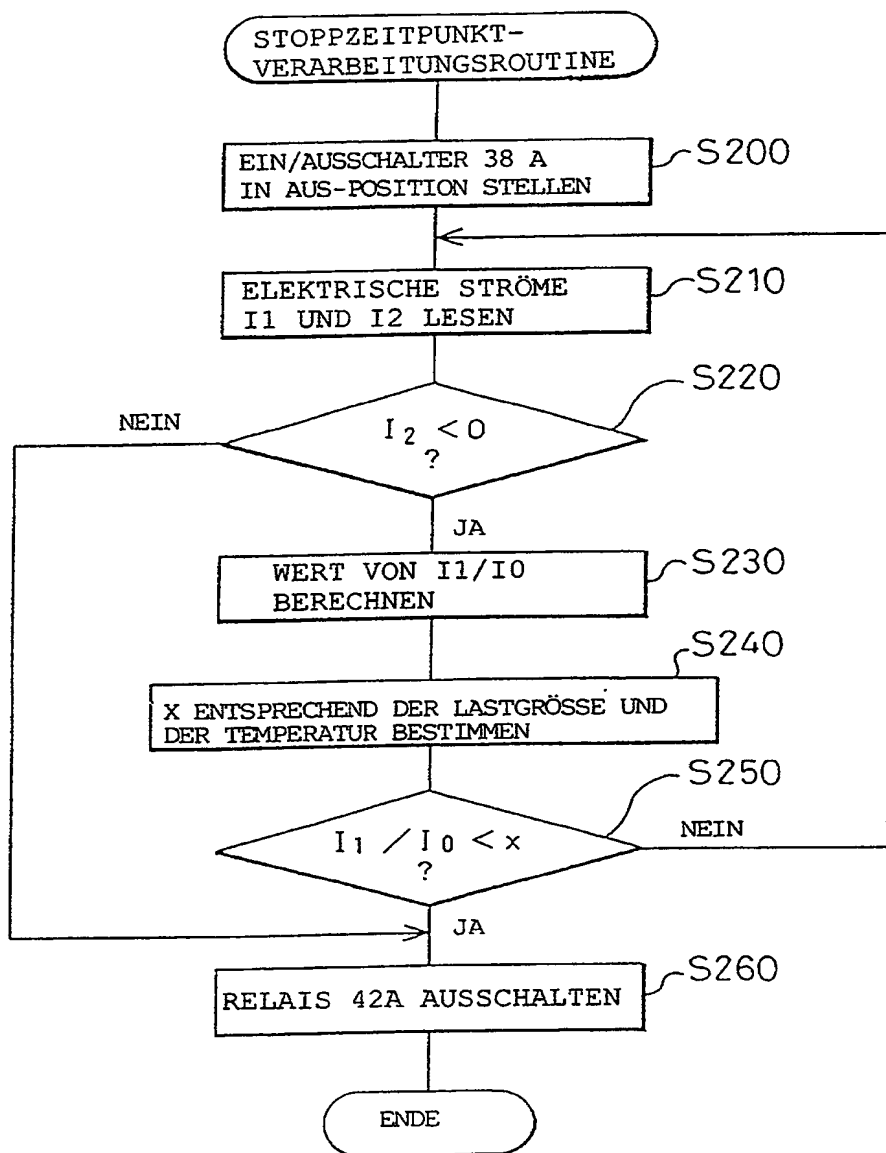 STOPPZEITPUNKT-
VERARBEITUNGSROUTINE
EIN/AUSSCHALTER 38 A
IN AUS-POSITION STELLEN
S200
ELEKTRISCHE STRÖME
I1 UND I2 LESEN
S210
S220
NEIN
I2 <0
?
JA
WERT VON I1/I0
BERECHNEN
S230
S240
X ENTSPRECHEND DER LASTGRÖSSE UND
DER TEMPERATUR BESTIMMEN
S250
I1 / I0 < x
?
NEIN
JA
RELAIS 42A AUSSCHALTEN
S260
ENDE